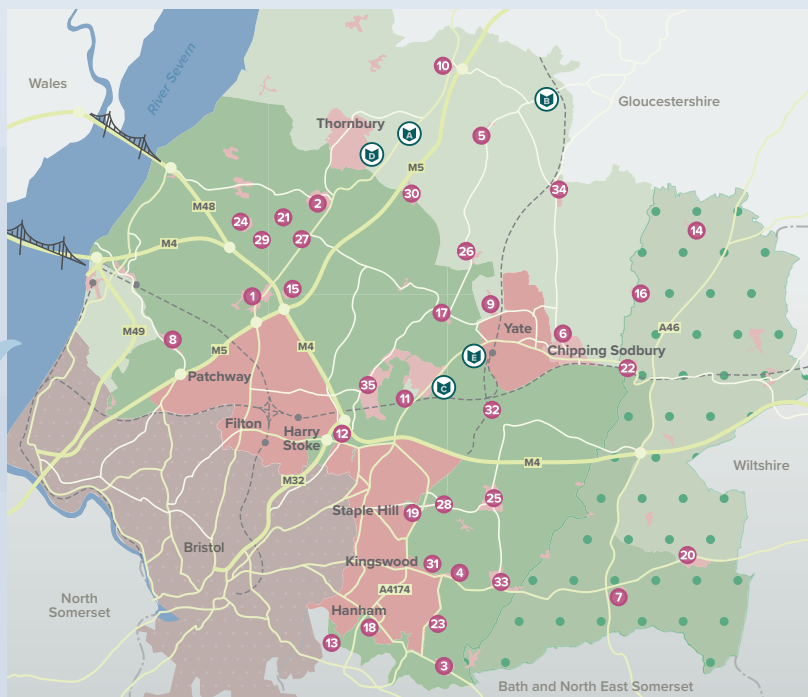 Wales
River Severn
10
B
Gloucestershire
Thornbury
A
5
D
M5
34
30
2
M48
24
21
14
29
27
M4
26
15
1
16
9
17
M49
Yate
A46
6
8
M5
M4
E
Chipping Sodbury
22
Patchway
35
C
11
32
Filton
Harry
Stoke
12
M4
Wiltshire
M32
25
28
Staple Hill
19
Bristol
20
Kingswood
31
4
33
A4174
7
North
Somerset
Hanham
18
23
13
3
Bath and North East Somerset